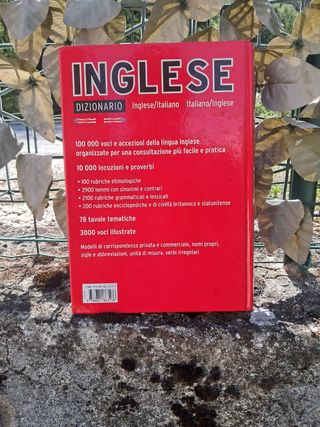 INGLESE
DIZIONARIO Inglese/Italiano Italiano/Inglese
100 000 voci e accezioni della lingua inglese
organizzate per una consultazione più facile e pratica
10 000 locuzioni e proverbi
• 100 rubriche etimologiche
• 2900 lemmi con sinonimi e contrari
• 2100 rubriche grammaticali e lessicali
• 200 rubriche enciclopediche e di civiltà britannica e statunitense
78 tavole tematiche
3000 voci illustrate
Modelli di corrispondenza privata e commerciale, nomi propri,
sigle e abbreviazioni, unità di misura, verbi irregolari